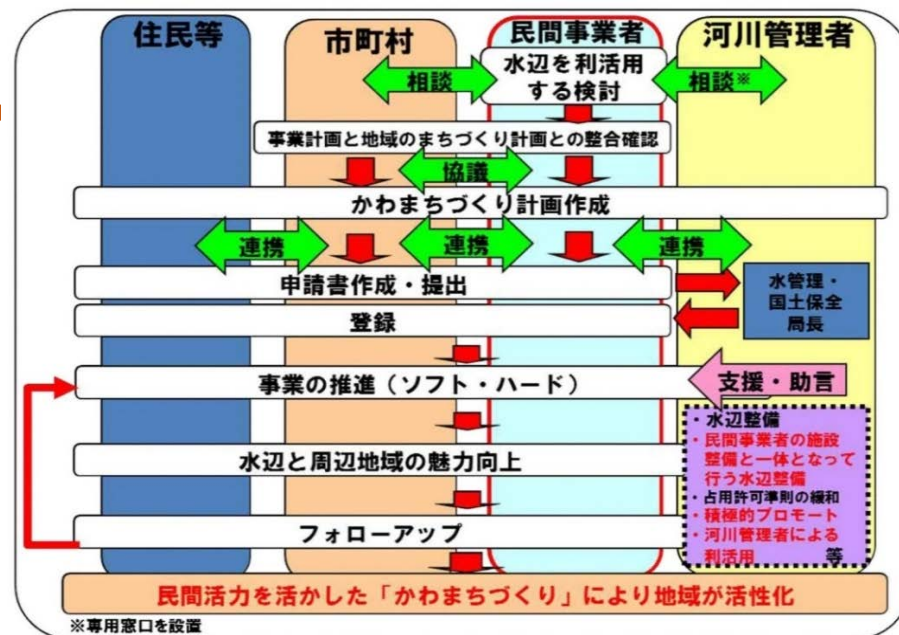 住民等
市町村
民間事業者
河川管理者
相談
水辺を利活用
する検討
相談※
事業計画と地域のまちづくり計画との整合確認
協議
かわまちづくり計画作成
連携
連携
連携
申請書作成・提出
水管理・
国土保全
局長
登録
事業の推進（ソフト・ハード）
支援・助言
・水辺整備
・民間事業者の施設
整備と一体となって
行う水辺整備
・占用許可準則の緩和
・積極的プロモート
・河川管理者による
利活用 等
水辺と周辺地域の魅力向上
フォローアップ
民間活力を活かした「かわまちづくり」により地域が活性化
※専用窓口を設置